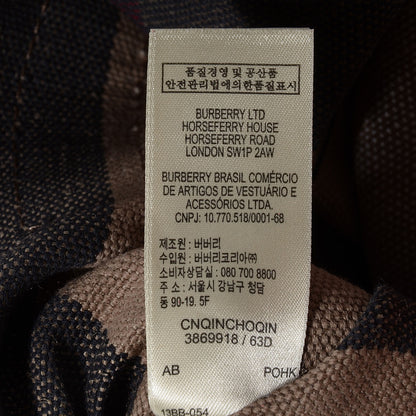 품질경영 및 공산품
안전관리법에의한품질표시
BURBERRY LTD
HORSEFERRY HOUSE
HORSEFERRY ROAD
LONDON SW1P 2AW
BURBERRY BRASIL COMÉRCIO
DE ARTIGOS DE VESTUÁRIO E
ACESSÓRIOS LTDA.
CNPJ: 10.770.518/0001-68
제조원 : 버버리
수입원 : 버버리코리아㈜
소비자상담실 : 080 700 8800
주소 : 서울시 강남구 청담
동 90-19. 5F
CNQINCHOQIN
3869918 / 63D
AB POHK
13BB-054